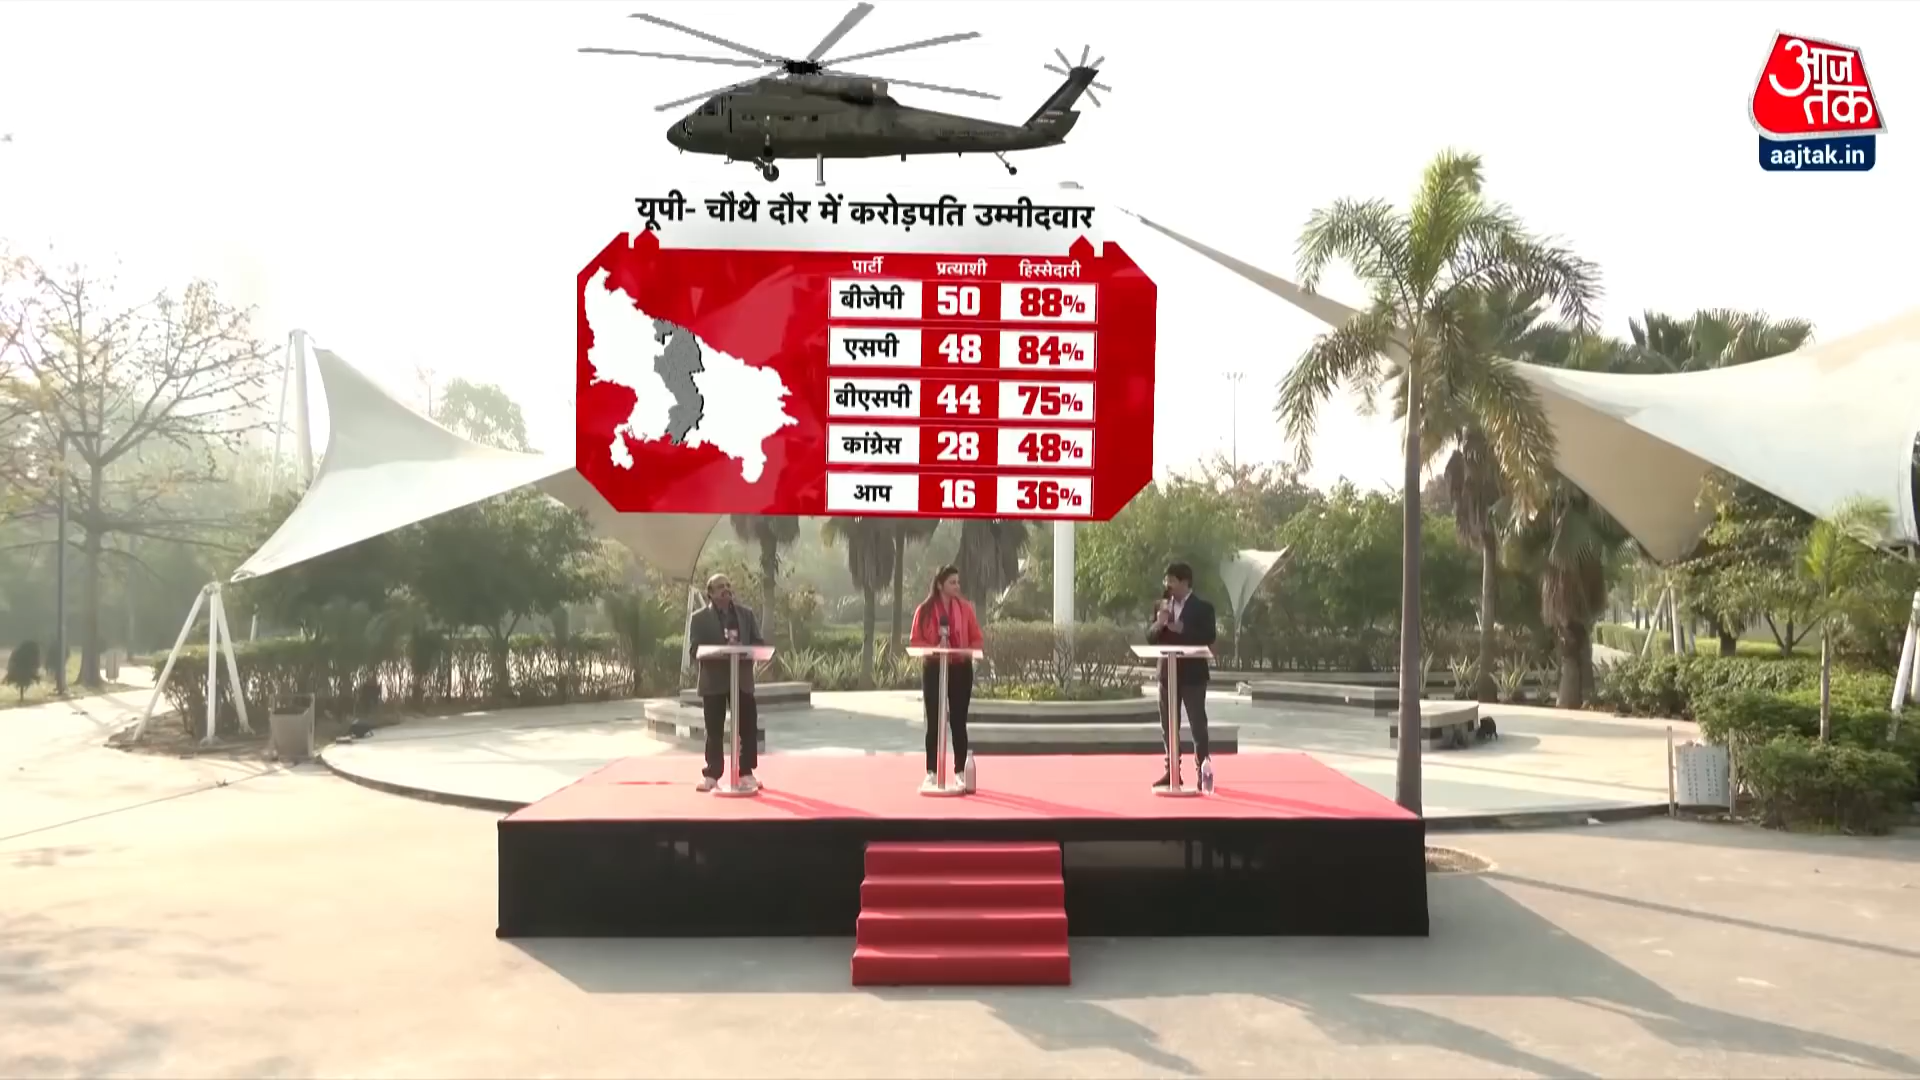 आज
तक
aajtak.in
यूपी- चौथे दौर में करोड़पति उम्मीदवार
पार्टी प्रत्याशी हिस्सेदारी
बीजेपी 50 88%
एसपी 48 84%
बीएसपी 44 75%
कांग्रेस 28 48%
आप 16 36%